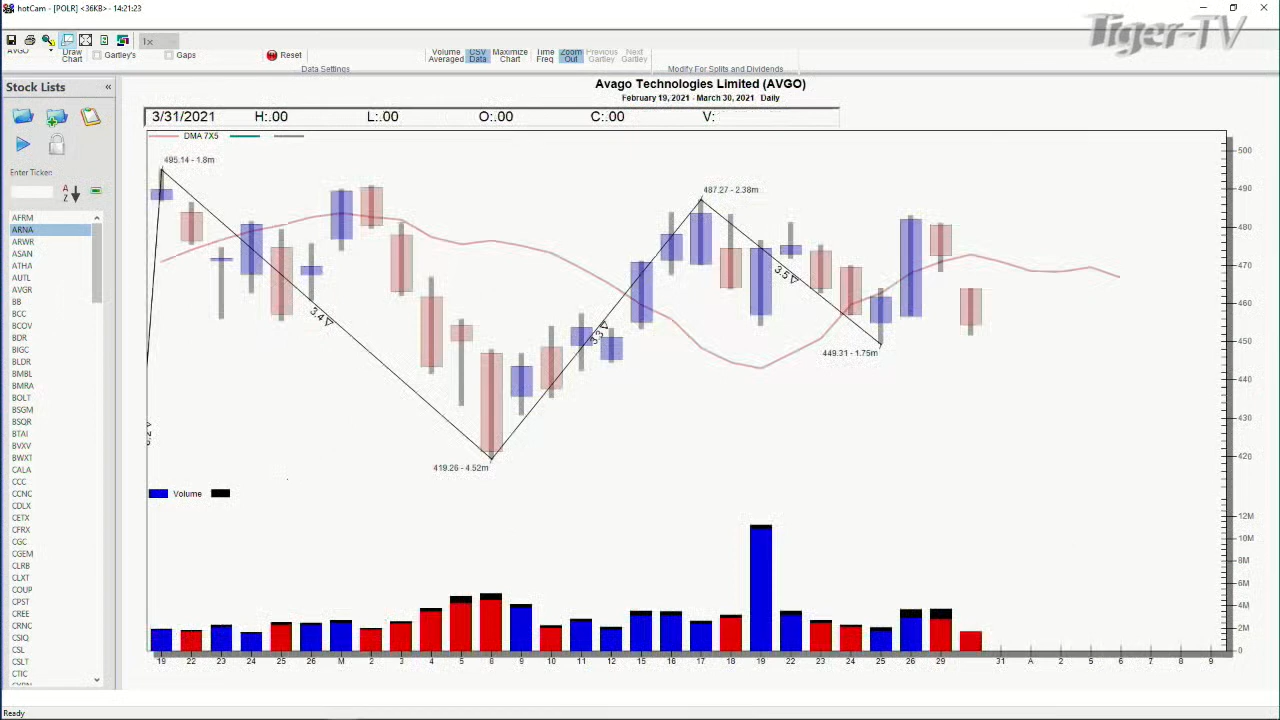 hotCam - [POLR] <36KB> - 14:21:23
Tiger-TV
AVGO
Draw Chart
Gartley's
Gaps
Reset
Volume Averaged
CSV Data
Maximize Chart
Time Freq
Zoom Out
Previous Gartley
Next Gartley
Data Settings
Modify For Splits and Dividends
Stock Lists «
Enter Ticker:
A
Z
AFRM
ARNA
ARWR
ASAN
ATHA
AUTL
AVGR
BB
BCC
BCOV
BDR
BIGC
BLDR
BMBL
BMRA
BOLT
BSGM
BSQR
BTAI
BVXV
BWXT
CALA
CCC
CCNC
CDLX
CETX
CFRX
CGC
CGEM
CLRB
CLXT
COUP
CPST
CREE
CRNC
CSIQ
CSL
CSLT
CTIC
Avago Technologies Limited (AVGO)
February 19, 2021 - March 30, 2021 Daily
3/31/2021 H:.00 L:.00 O:.00 C:.00 V:
DMA 7X5
495.14 - 1.8m
487.27 - 2.38m
3.4
3.3
3.5
449.31 - 1.75m
419.26 - 4.52m
500
490
480
470
460
450
440
430
420
Volume
12M
10M
8M
6M
4M
2M
0
19 22 23 24 25 26 M 2 3 4 5 8 9 10 11 12 15 16 17 18 19 22 23 24 25 26 29 31 A 2 5 6 7 8 9
Ready